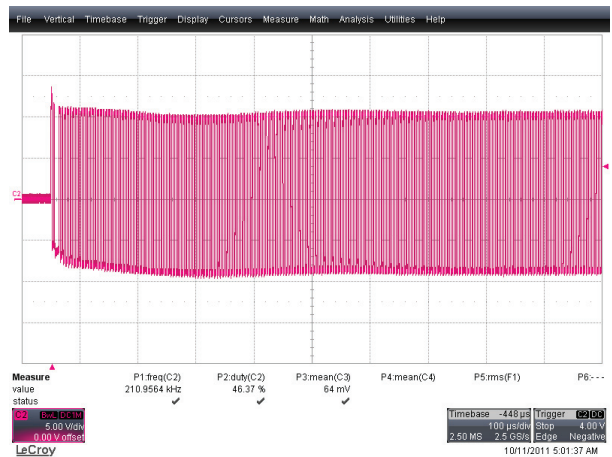 File Vertical Timebase Trigger Display Cursors Measure Math Analysis Utilities Help
C2
Measure P1:freq(C2) P2:duty(C2) P3:mean(C3) P4:mean(C4) P5:rms(F1) P6:- - -
value 210.9564 kHz 46.37 % 64 mV
status
C2 BwL DC1M
5.00 V/div
0.00 V offset
Timebase -448 µs
100 µs/div
2.50 MS 2.5 GS/s
Trigger C2 DC
Stop 4.00 V
Edge Negative
LeCroy
10/11/2011 5:01:37 AM